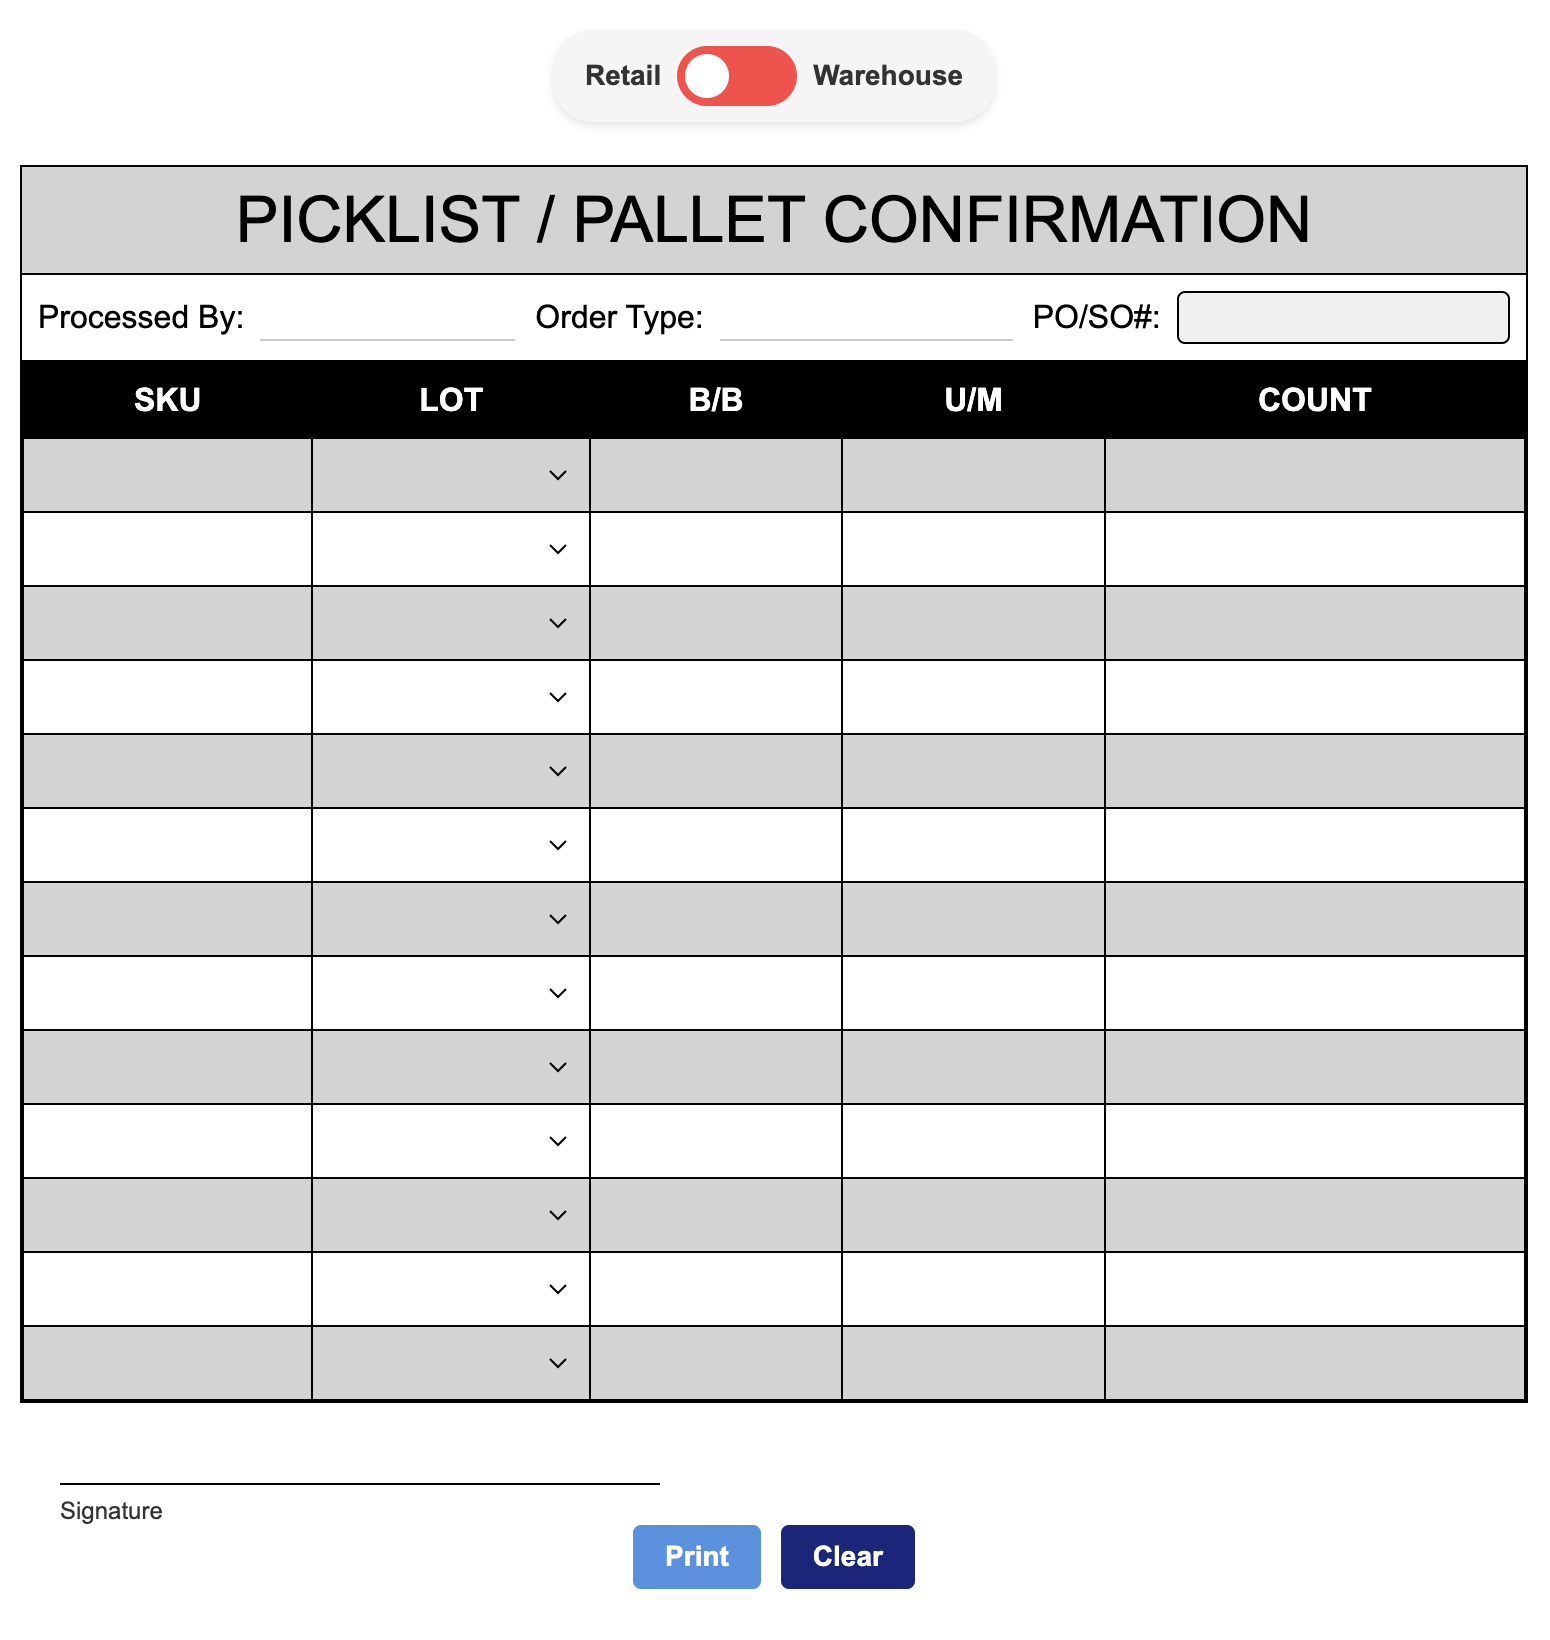 Retail Warehouse
PICKLIST / PALLET CONFIRMATION
Processed By: Order Type: PO/SO#:
SKU LOT B/B U/M COUNT
Signature
Print Clear